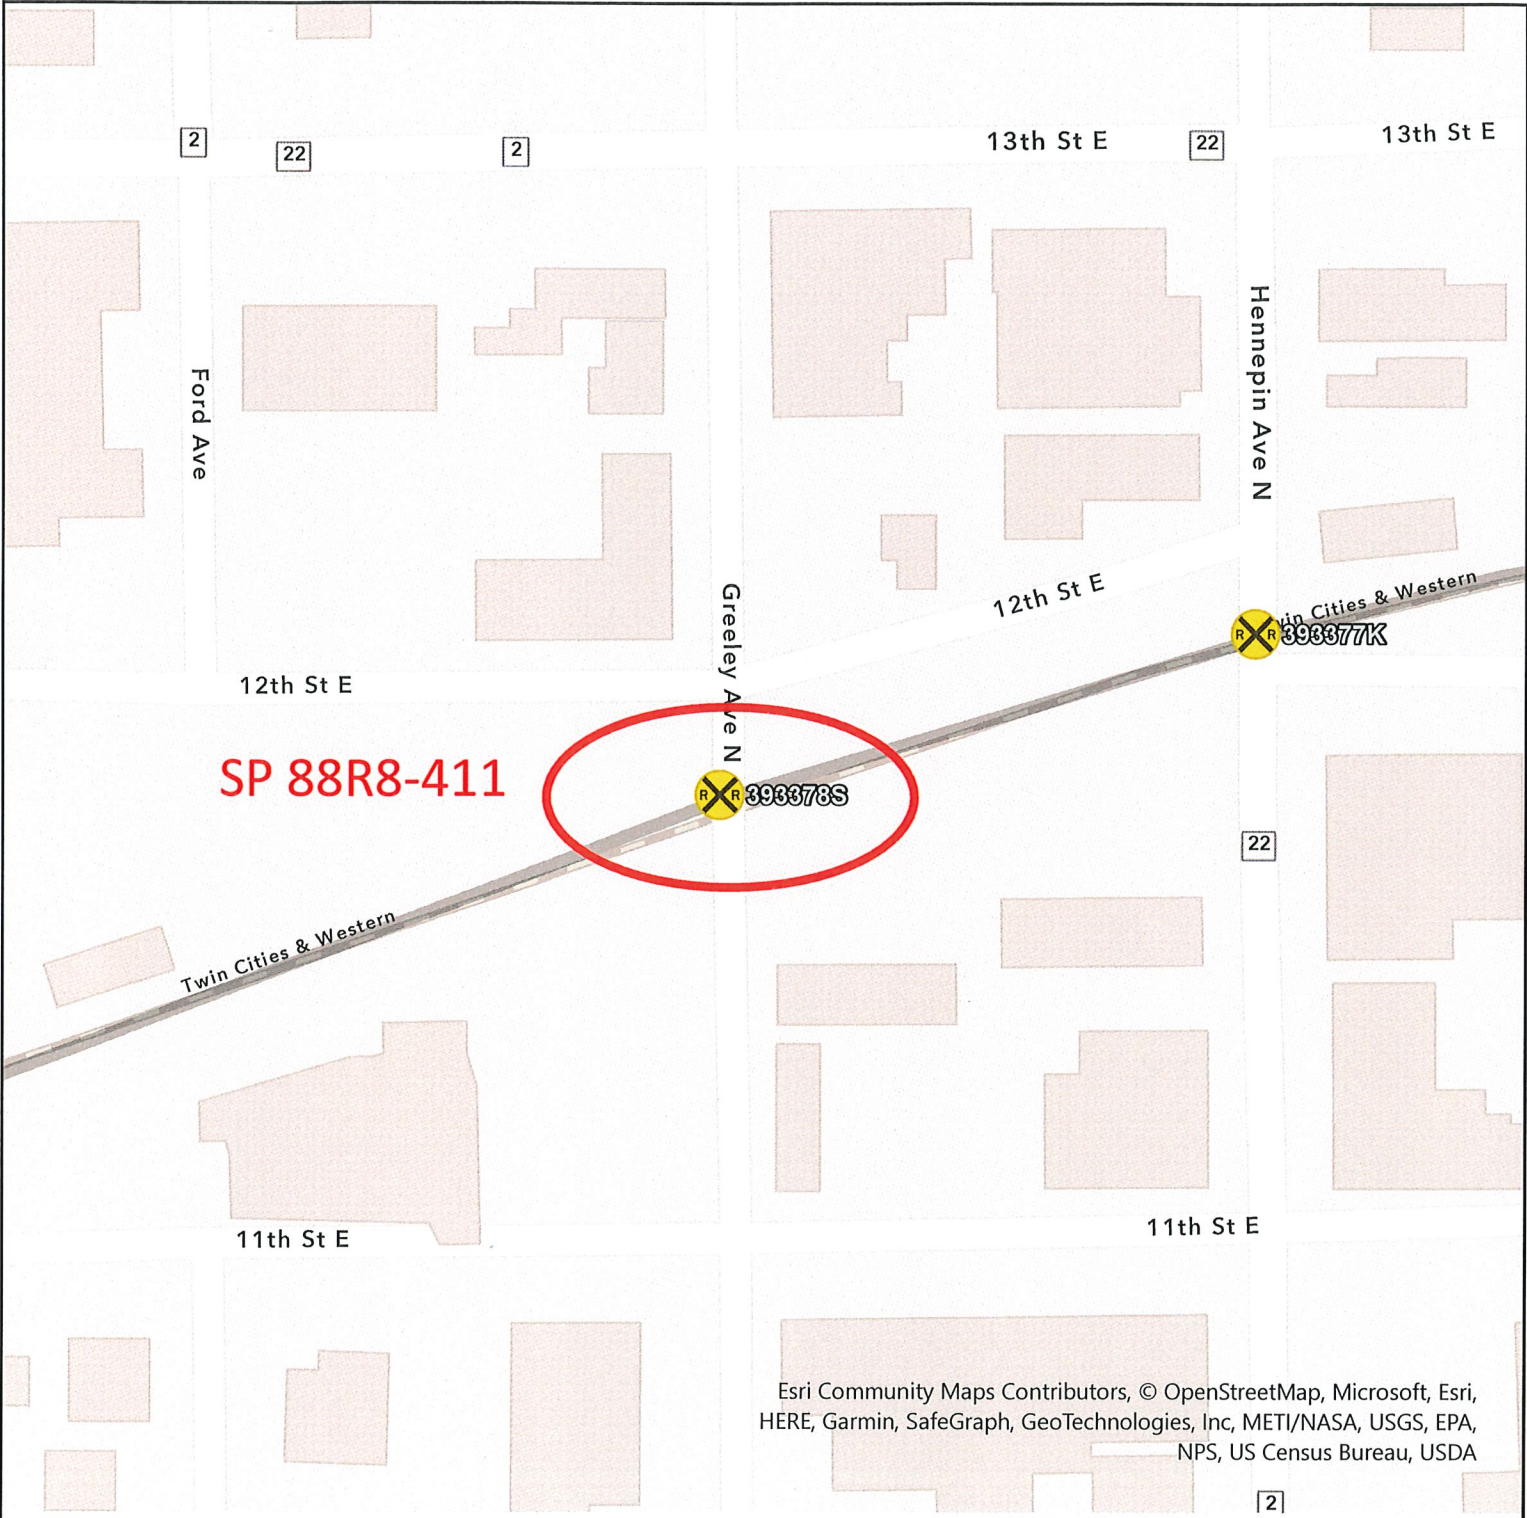 2
22
2
13th St E
22
13th St E
Ford Ave
Hennepin Ave N
Greeley Ave N
12th St E
12th St E
Cities & Western
R R
393377K
SP 88R8-411
R R
393378S
22
Twin Cities & Western
11th St E
11th St E
Esri Community Maps Contributors, © OpenStreetMap, Microsoft, Esri,
HERE, Garmin, SafeGraph, GeoTechnologies, Inc, METI/NASA, USGS, EPA,
NPS, US Census Bureau, USDA
2